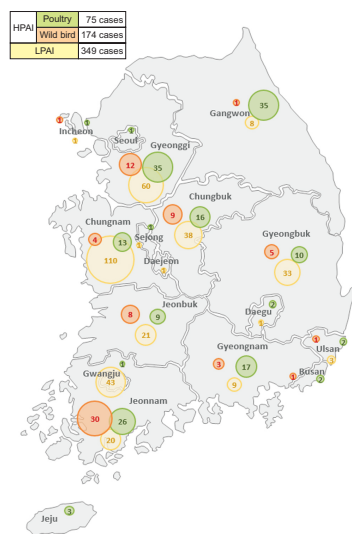 HPAI Poultry 75 cases
Wild bird 174 cases
LPAI 349 cases
1 35
Gangwon
8
1 1
Incheon
1
1
Seoul
Gyeonggi
12 35
60
Chungbuk
9 16
38
Chungnam
4 13
110
1
Sejong
1
Daejeon
1
Gyeongbuk
5 10
33
Jeonbuk
8 9
21
2
Daegu
1
Gyeongnam
3 17
9
1 2
Ulsan
3
Busan
1 2
1
Gwangju
43
Jeonnam
30 26
20
3
Jeju